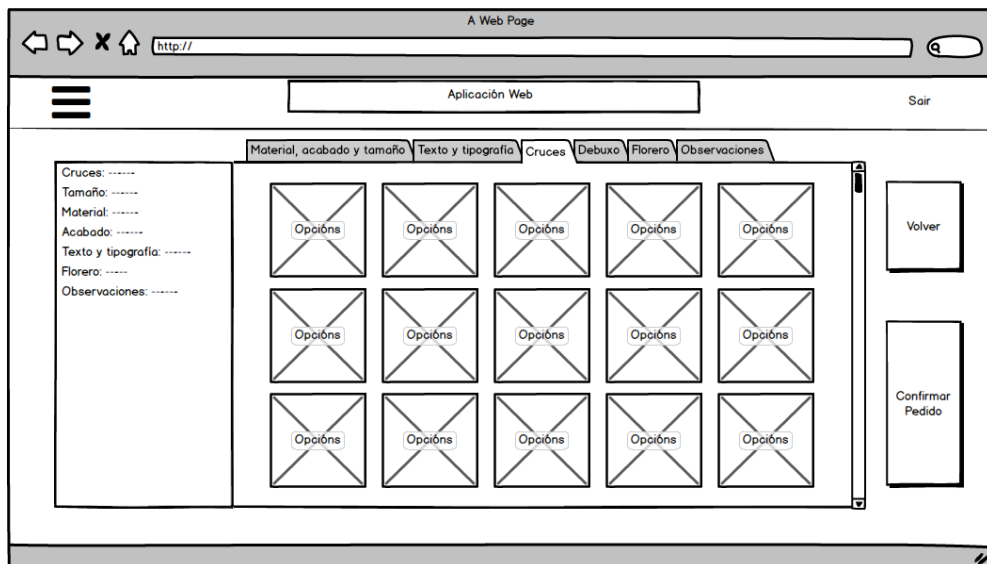 A Web Page
http://
Aplicación Web
Sair
Material, acabado y tamaño Texto y tipografía Cruces Debuxo Florero Observaciones
Cruces: ------
Tamaño: ------
Material: ------
Acabado: ------
Texto y tipografía: ------
Florero: -----
Observaciones: ------
Opcións Opcións Opcións Opcións Opcións
Opcións Opcións Opcións Opcións Opcións
Opcións Opcións Opcións Opcións Opcións
Volver
Confirmar
Pedido